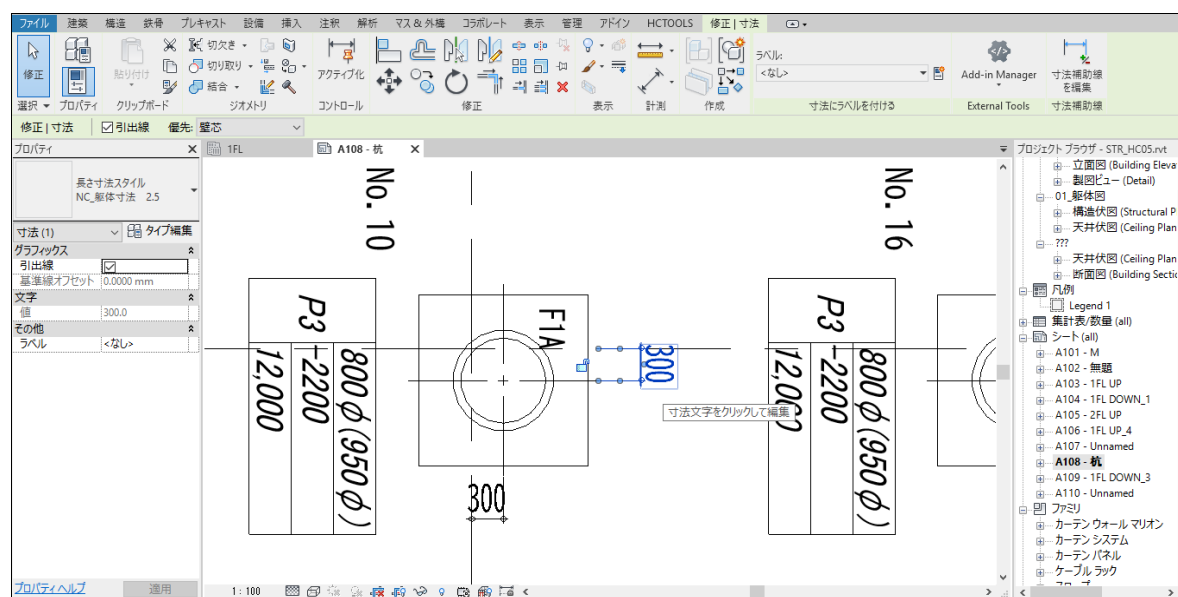 ファイル 建築 構造 鉄骨 プレキャスト 設備 挿入 注釈 解析 マス & 外構 コラボレート 表示 管理 アドイン HCTOOLS 修正 | 寸法
修正
貼り付け
切欠き
切り取り
結合
アクティブ化
ラベル:
<なし>
Add-in Manager
寸法補助線
を編集
選択 プロパティ クリップボード ジオメトリ コントロール 修正 表示 計測 作成 寸法にラベルを付ける External Tools 寸法補助線
修正 | 寸法 引出線 優先: 壁芯
プロパティ
長さ寸法スタイル
NC_躯体寸法 2.5
寸法 (1) タイプ編集
グラフィックス
引出線
基準線オフセット 0.0000 mm
文字
値 300.0
その他
ラベル <なし>
プロパティ ヘルプ 適用
1FL A108 - 杭
No. 10
P3
-2200
12,000
800φ(950φ)
F1A
300
300
寸法文字をクリックして編集
No. 16
P3
-2200
12,000
800φ(950φ)
1 : 100
プロジェクト ブラウザ - STR_HC05.rvt
立面図 (Building Eleva
製図ビュー (Detail)
01_躯体図
構造伏図 (Structural P
天井伏図 (Ceiling Plan
???
天井伏図 (Ceiling Plan
断面図 (Building Sectio
凡例
Legend 1
集計表/数量 (all)
シート (all)
A101 - M
A102 - 無題
A103 - 1FL UP
A104 - 1FL DOWN_1
A105 - 2FL UP
A106 - 1FL UP_4
A107 - Unnamed
A108 - 杭
A109 - 1FL DOWN_3
A110 - Unnamed
ファミリ
カーテン ウォール マリオン
カーテン システム
カーテン パネル
ケーブル ラック